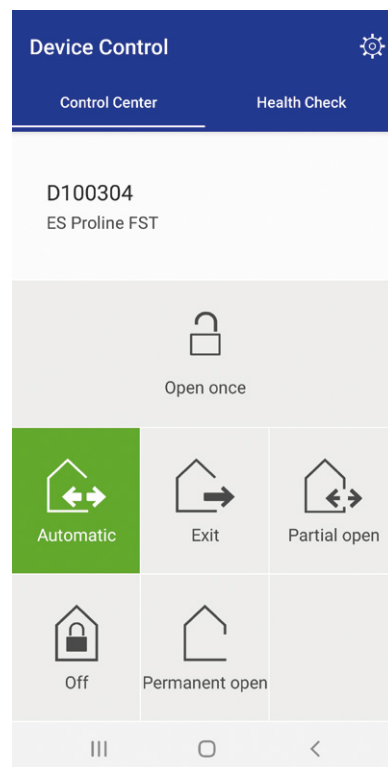 Device Control
Control Center Health Check
D100304
ES Proline FST
Open once
Automatic Exit Partial open
Off Permanent open